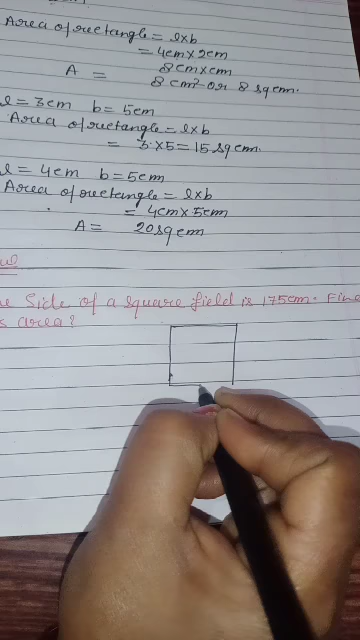 Area of rectangle = l×b
= 4cm × 2cm
8cm×cm
A = 8 cm² or 8 sq cm.
l = 3cm b = 5cm
Area of rectangle = l×b
= 3×5 = 15 sq cm.
l = 4cm b = 5cm
Area of rectangle = l×b
= 4cm × 5cm
A = 20 sq cm
Side of a square field is 175cm. Find
area?